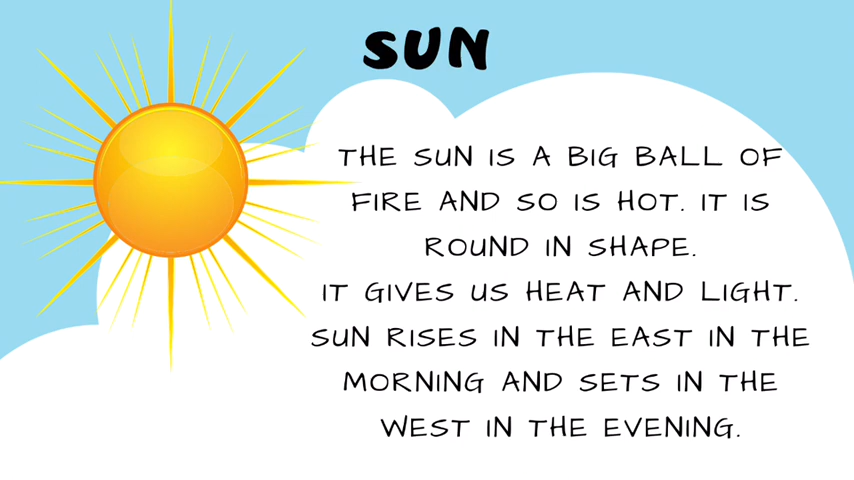 SUN
THE SUN IS A BIG BALL OF
FIRE AND SO IS HOT. IT IS
ROUND IN SHAPE.
IT GIVES US HEAT AND LIGHT.
SUN RISES IN THE EAST IN THE
MORNING AND SETS IN THE
WEST IN THE EVENING.